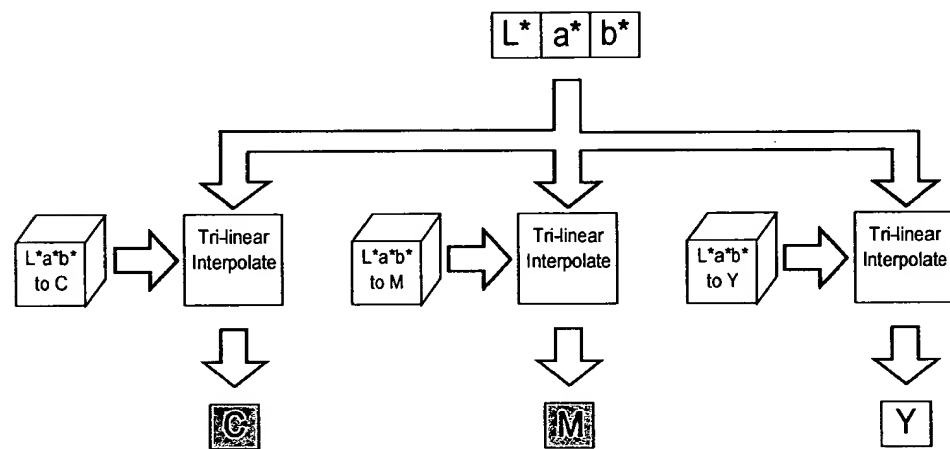 L* a* b*
L*a*b*
to C
Tri-linear
Interpolate
L*a*b*
to M
Tri-linear
Interpolate
L*a*b*
to Y
Tri-linear
Interpolate
C
M
Y